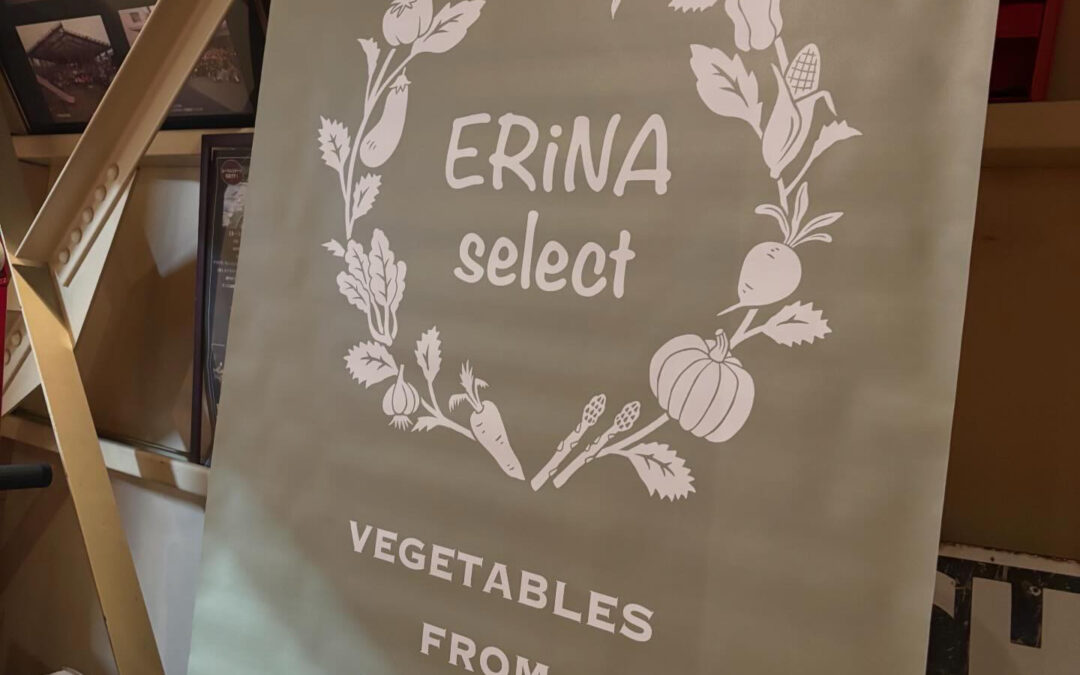 ERiNA
select
VEGETABLES
FROM